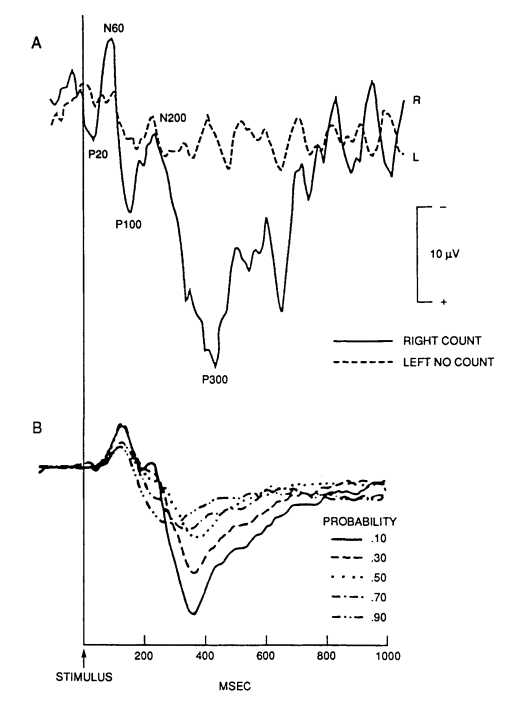 A
N60
R
N200
P20
L
P100
−
10 μV
+
RIGHT COUNT
LEFT NO COUNT
P300
B
PROBABILITY
.10
.30
.50
.70
.90
200 400 600 800 1000
STIMULUS
MSEC